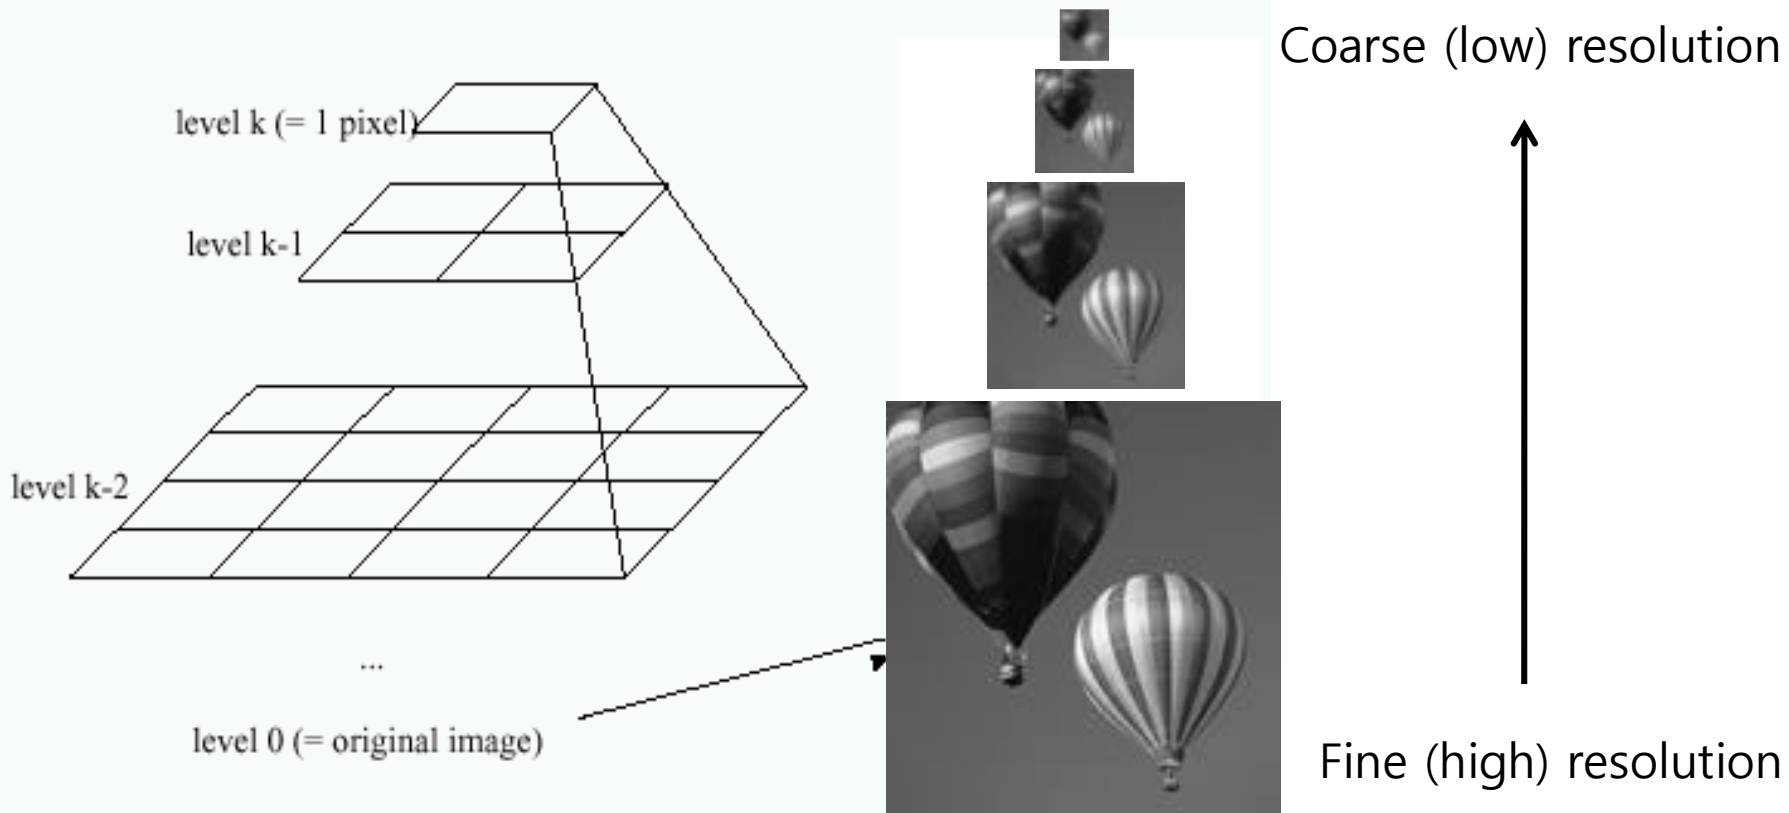 Coarse (low) resolution
level k (= 1 pixel)
level k-1
level k-2
...
level 0 (= original image)
Fine (high) resolution